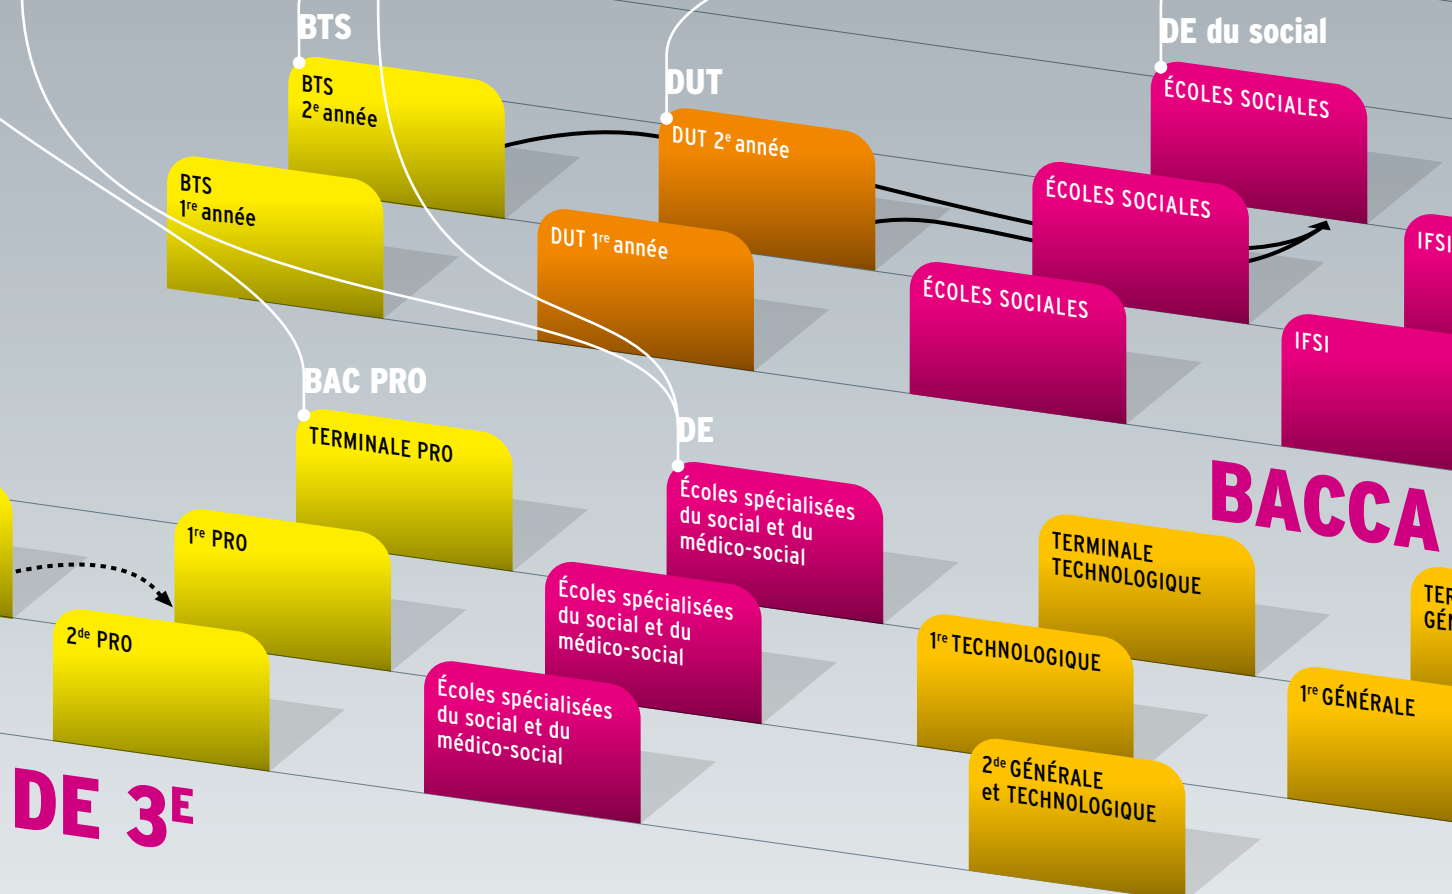 BTS
BTS
2e année
BTS
1re année
DUT
DUT 2e année
DUT 1re année
DE du social
ÉCOLES SOCIALES
ÉCOLES SOCIALES
ÉCOLES SOCIALES
IFSI
IFSI
BACCA
BAC PRO
TERMINALE PRO
1re PRO
2de PRO
DE
Écoles spécialisées
du social et du
médico-social
Écoles spécialisées
du social et du
médico-social
Écoles spécialisées
du social et du
médico-social
TERMINALE
TECHNOLOGIQUE
1re TECHNOLOGIQUE
2de GÉNÉRALE
et TECHNOLOGIQUE
TER
GÉN
1re GÉNÉRALE
DE 3E